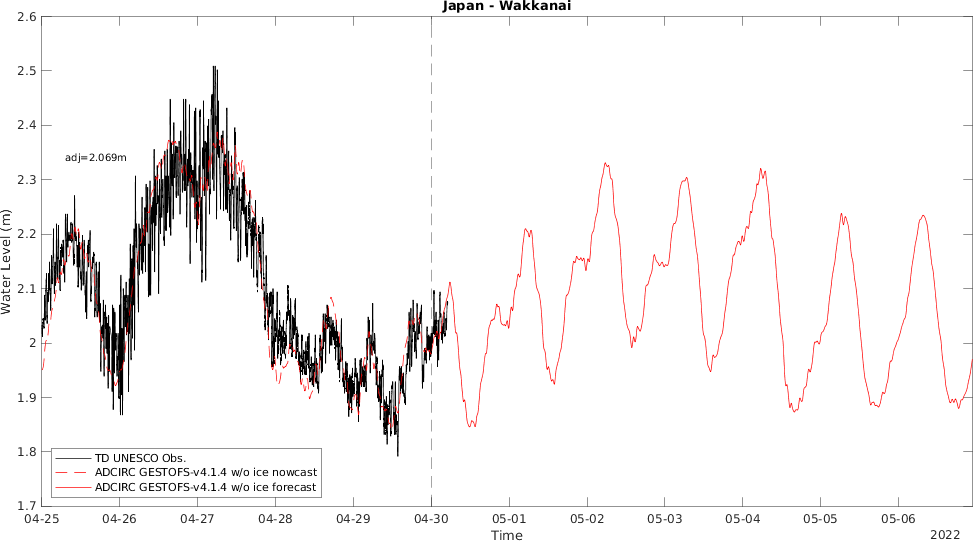 Japan - Wakkanai
2.6
2.5
2.4
2.3
2.2
2.1
2
1.9
1.8
1.7
Water Level (m)
adj=2.069m
TD UNESCO Obs.
ADCIRC GESTOFS-v4.1.4 w/o ice nowcast
ADCIRC GESTOFS-v4.1.4 w/o ice forecast
04-25 04-26 04-27 04-28 04-29 04-30 05-01 05-02 05-03 05-04 05-05 05-06
Time
2022